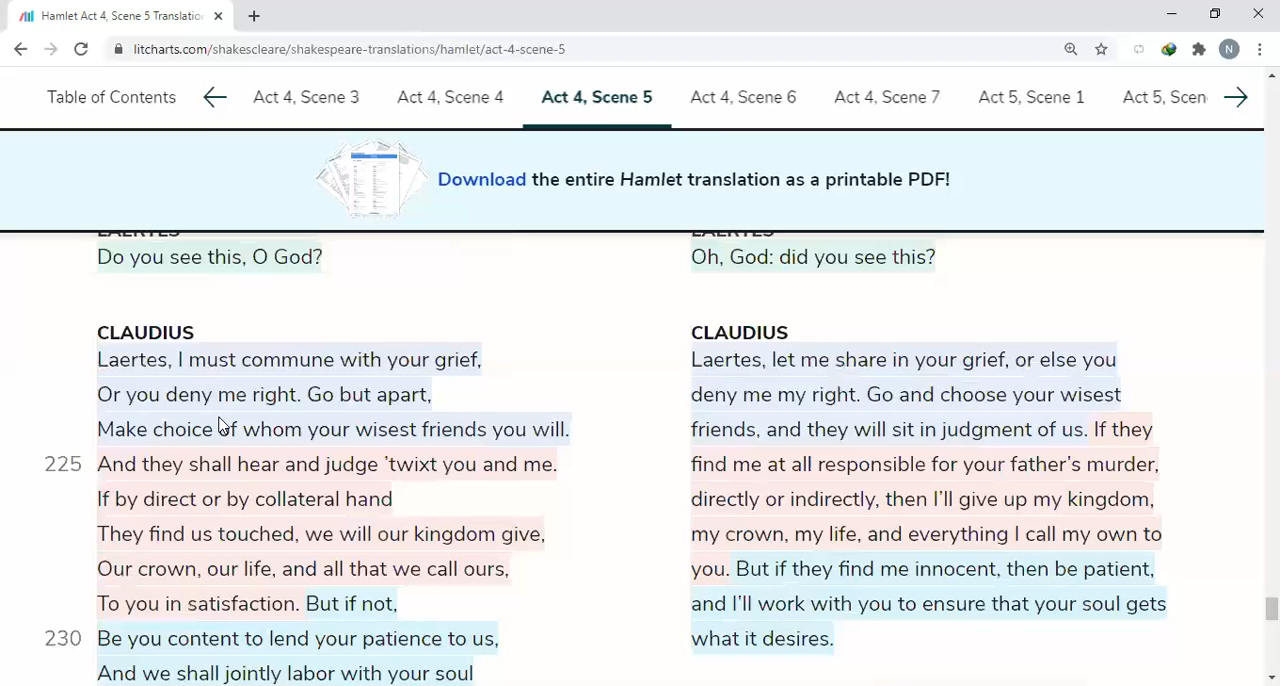 Hamlet Act 4, Scene 5 Translatio
litcharts.com/shakescleare/shakespeare-translations/hamlet/act-4-scene-5
N
Table of Contents
Act 4, Scene 3
Act 4, Scene 4
Act 4, Scene 5
Act 4, Scene 6
Act 4, Scene 7
Act 5, Scene 1
Act 5, Scen
Download the entire Hamlet translation as a printable PDF!
LAERTES
Do you see this, O God?
CLAUDIUS
Laertes, I must commune with your grief,
Or you deny me right. Go but apart,
Make choice of whom your wisest friends you will.
225 And they shall hear and judge ’twixt you and me.
If by direct or by collateral hand
They find us touched, we will our kingdom give,
Our crown, our life, and all that we call ours,
To you in satisfaction. But if not,
230 Be you content to lend your patience to us,
And we shall jointly labor with your soul
LAERTES
Oh, God: did you see this?
CLAUDIUS
Laertes, let me share in your grief, or else you
deny me my right. Go and choose your wisest
friends, and they will sit in judgment of us. If they
find me at all responsible for your father’s murder,
directly or indirectly, then I’ll give up my kingdom,
my crown, my life, and everything I call my own to
you. But if they find me innocent, then be patient,
and I’ll work with you to ensure that your soul gets
what it desires.